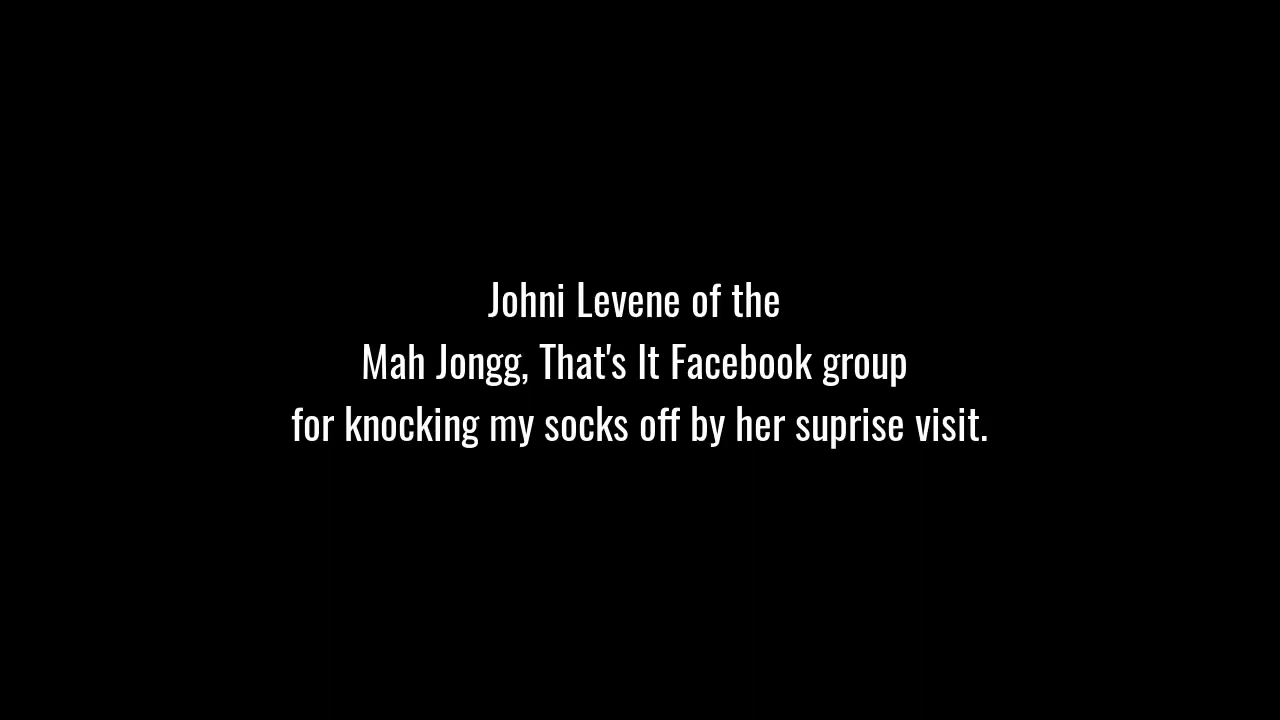 Johni Levene of the
Mah Jongg, That's It Facebook group
for knocking my socks off by her suprise visit.